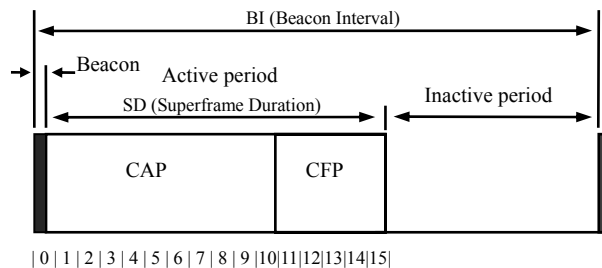 BI (Beacon Interval)
Beacon
Active period
SD (Superframe Duration)
Inactive period
CAP
CFP
| 0 | 1 | 2 | 3 | 4 | 5 | 6 | 7 | 8 | 9 |10|11|12|13|14|15|